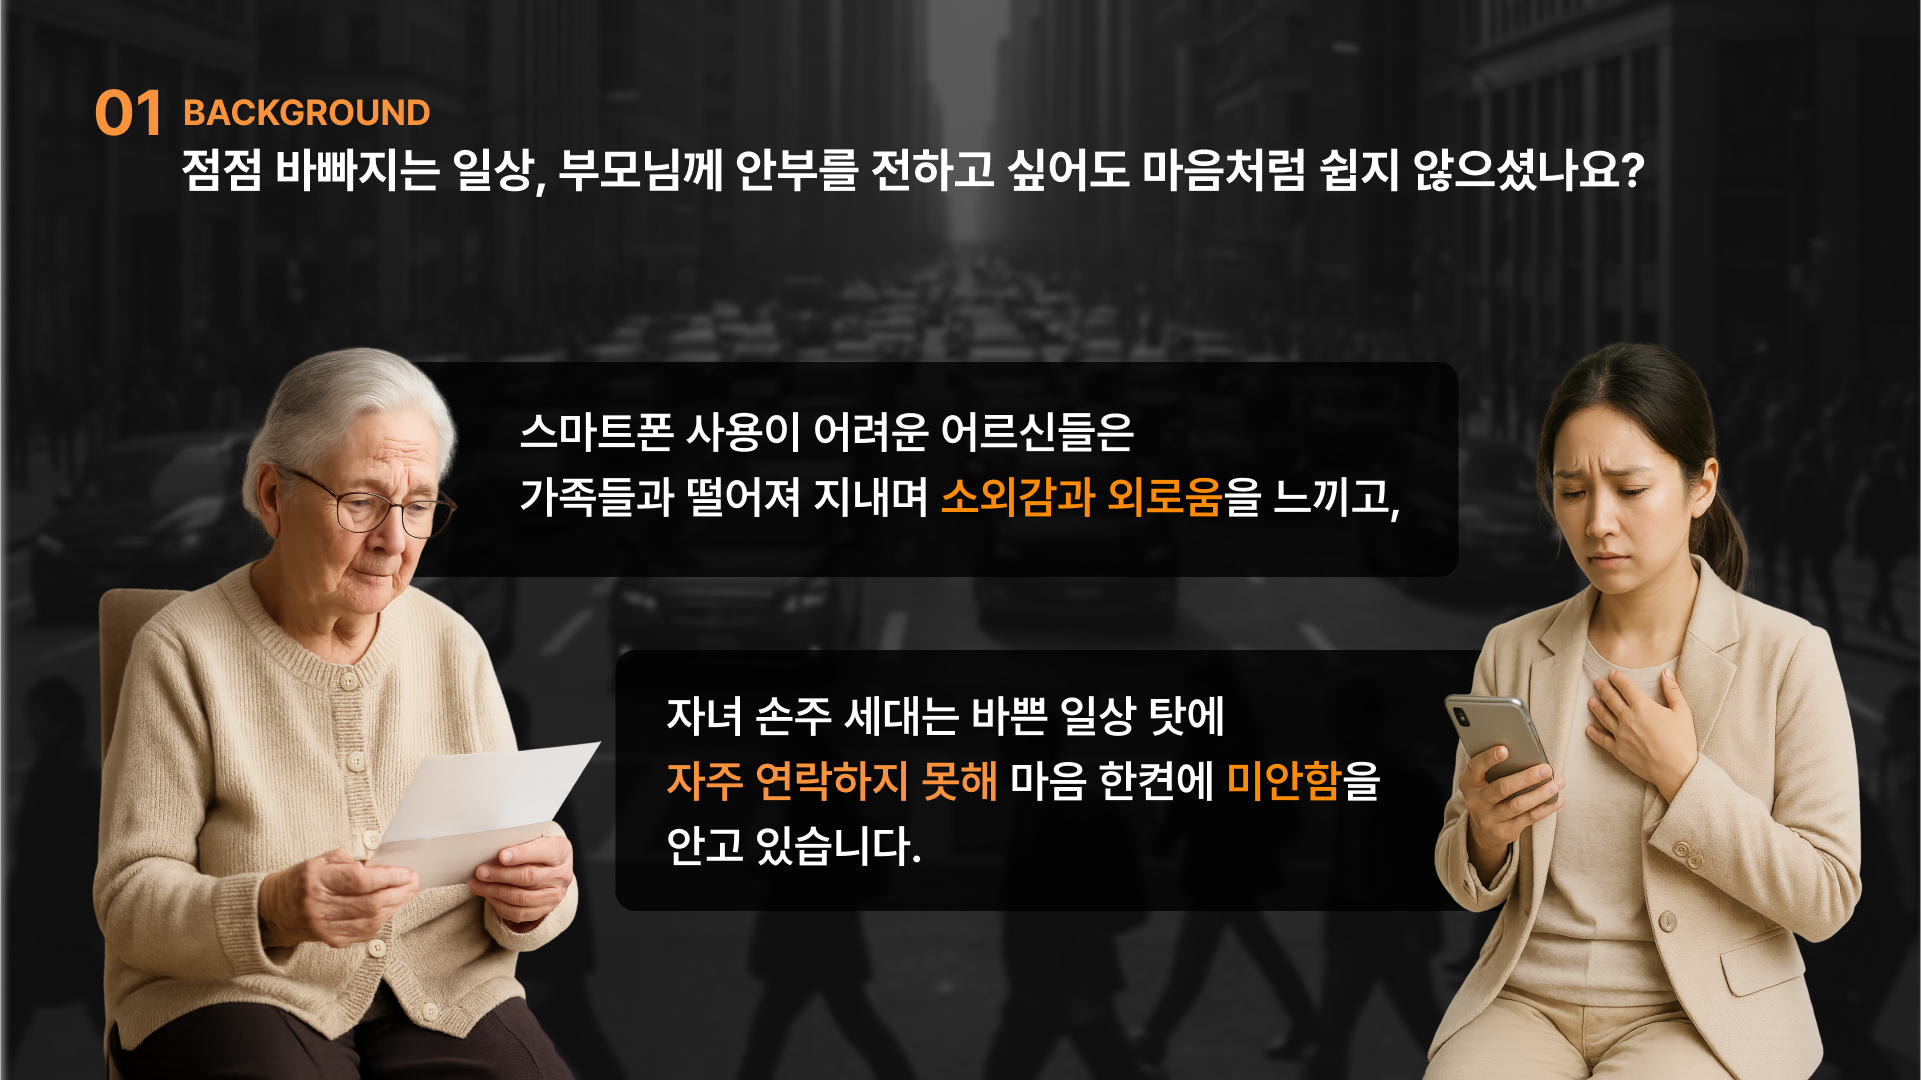 01 BACKGROUND
점점 바빠지는 일상, 부모님께 안부를 전하고 싶어도 마음처럼 쉽지 않으셨나요?
스마트폰 사용이 어려운 어르신들은
가족들과 떨어져 지내며 소외감과 외로움을 느끼고,
자녀 손주 세대는 바쁜 일상 탓에
자주 연락하지 못해 마음 한켠에 미안함을
안고 있습니다.